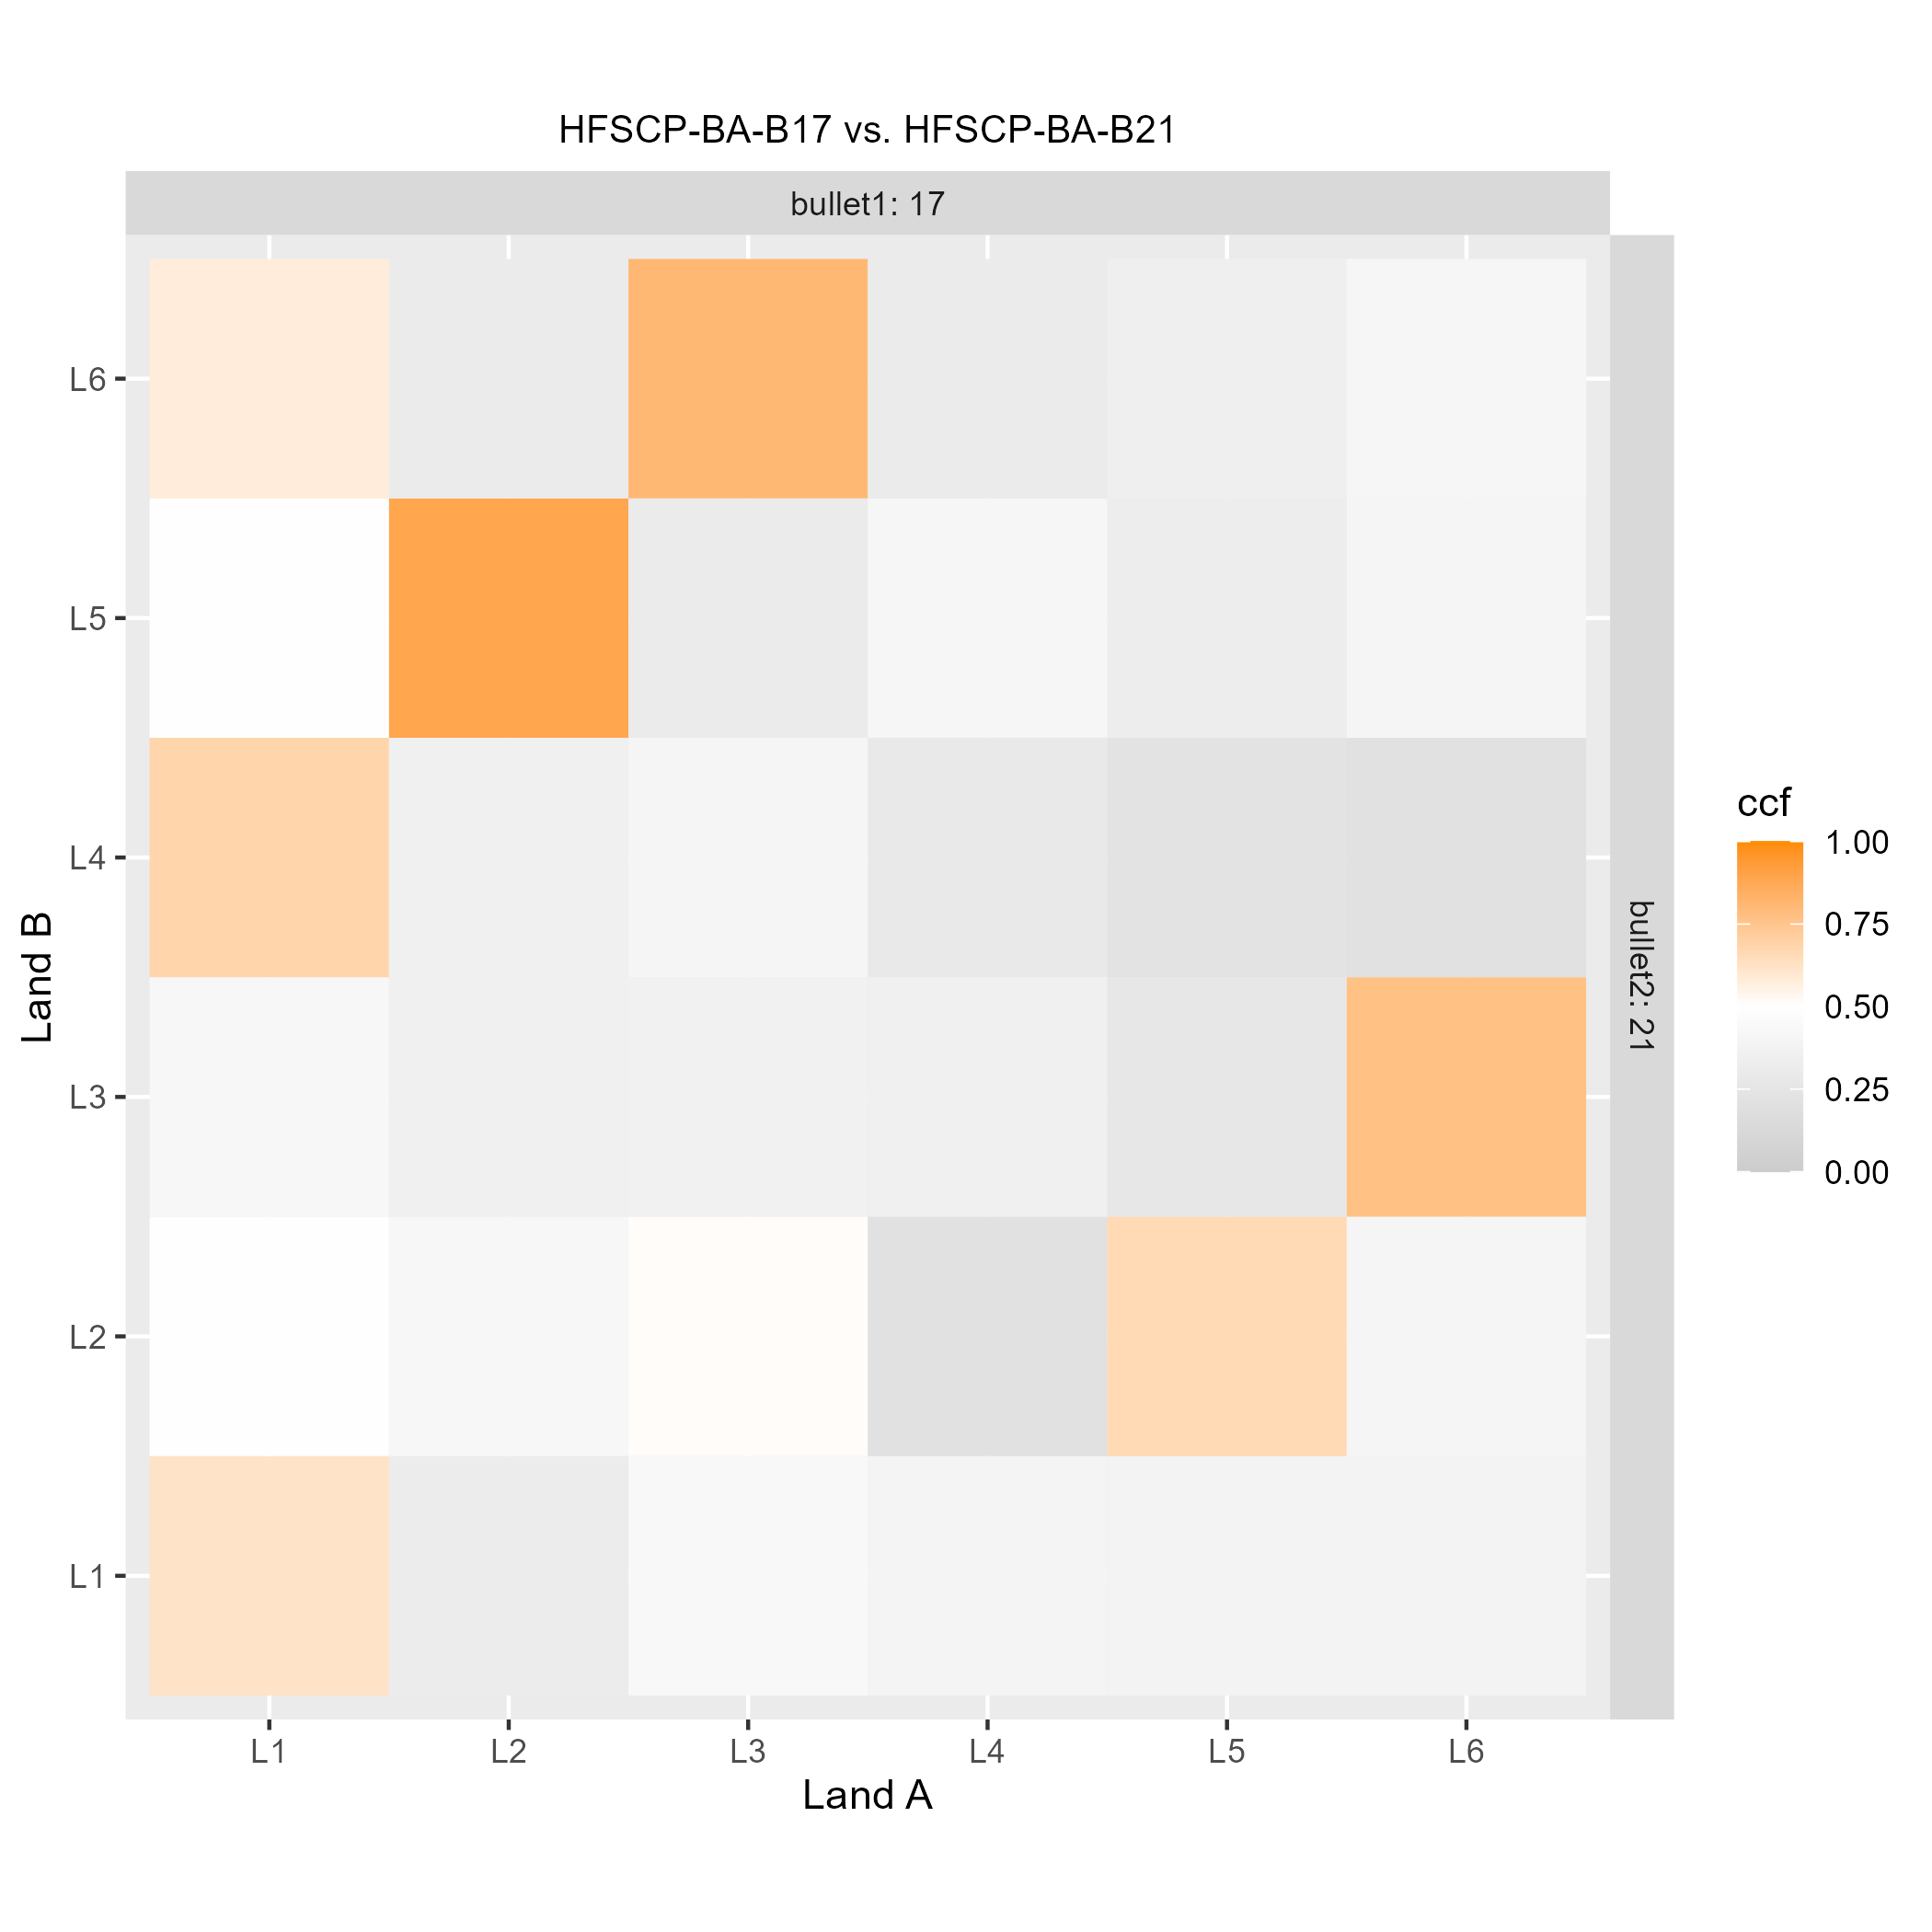 HFSCP-BA-B17 vs. HFSCP-BA-B21
bullet1: 17
L6
L5
L4
L3
L2
L1
Land B
bullet2: 21
L1 L2 L3 L4 L5 L6
Land A
ccf
1.00
0.75
0.50
0.25
0.00